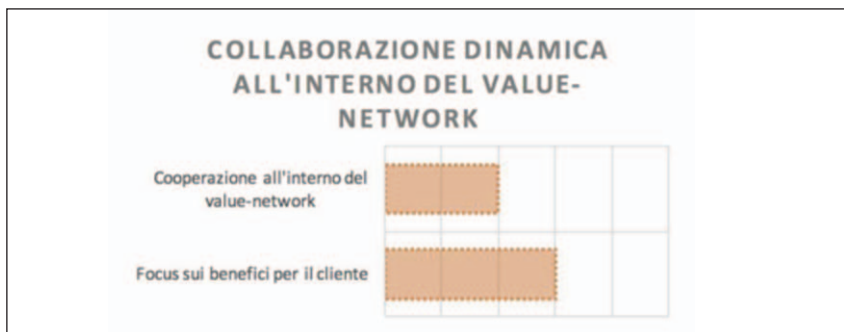 COLLABORAZIONE DINAMICA
ALL'INTERNO DEL VALUE-
NETWORK
Cooperazione all'interno del
value-network
Focus sui benefici per il cliente